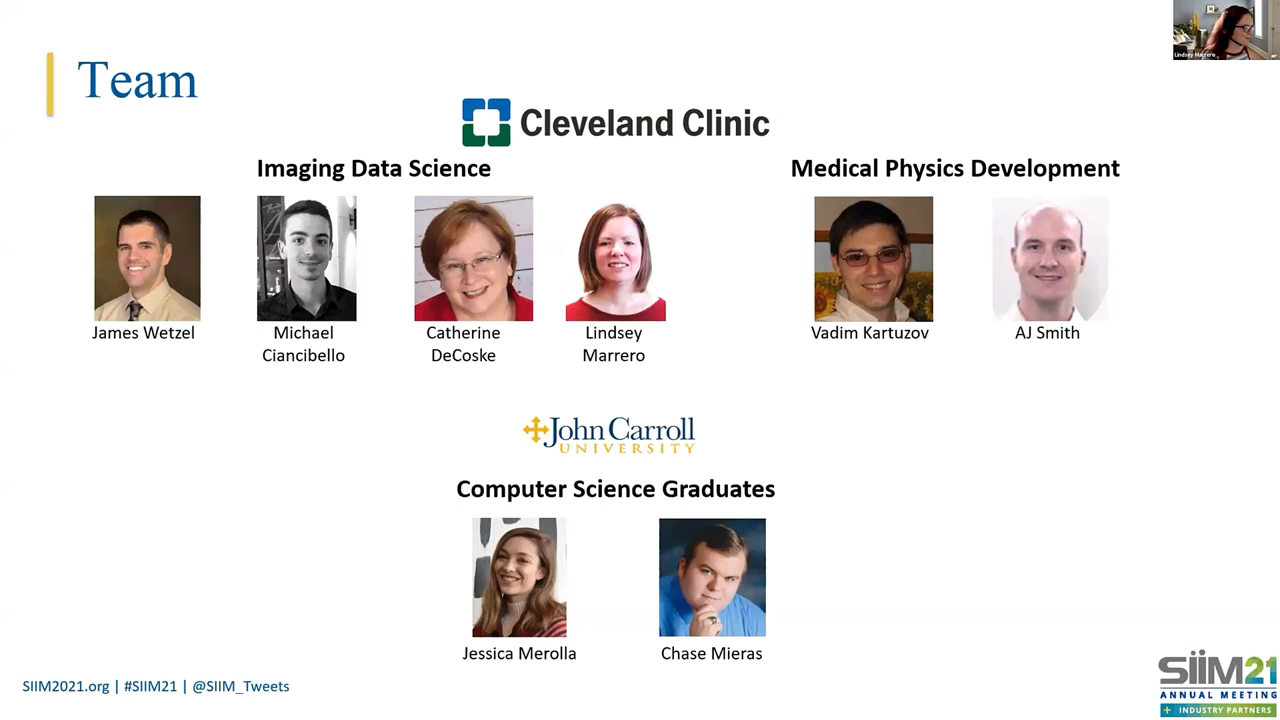 Lindsey Marrero
Team
Cleveland Clinic
Imaging Data Science
Medical Physics Development
James Wetzel
Michael
Ciancibello
Catherine
DeCoske
Lindsey
Marrero
Vadim Kartuzov
AJ Smith
John Carroll
UNIVERSITY
Computer Science Graduates
Jessica Merolla
Chase Mieras
SIIM2021.org | #SIIM21 | @SIIM_Tweets
SiiM21
ANNUAL MEETING
+ INDUSTRY PARTNERS